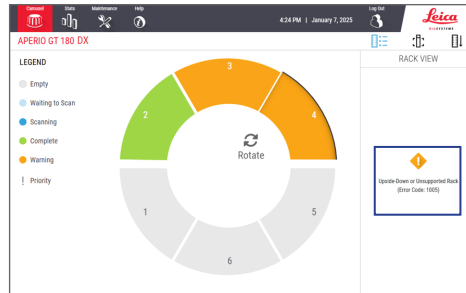 Carousel
Stats
Maintenance
Help
4:24 PM | January 7, 2025
Log Out
Leica
BIOSYSTEMS
APERIO GT 180 DX
LEGEND
Empty
Waiting to Scan
Scanning
Complete
Warning
! Priority
3
2
4
Rotate
1
5
6
RACK VIEW
!
Upside-Down or Unsupported Rack
(Error Code: 1005)